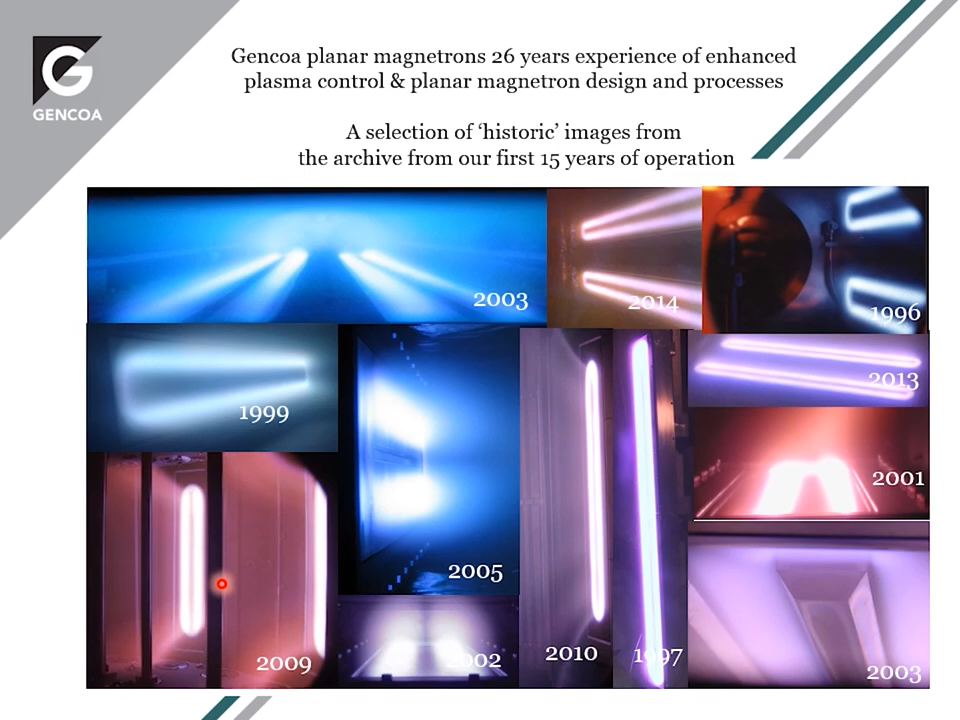 GENCOA
Gencoa planar magnetrons 26 years experience of enhanced
plasma control & planar magnetron design and processes
A selection of ‘historic’ images from
the archive from our first 15 years of operation
2003
2014
1996
1999
2013
2001
2005
2009
2002
2010
1997
2003